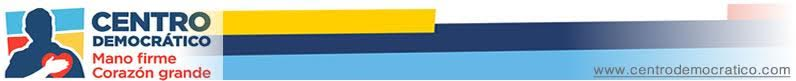 CENTRO
DEMOCRÁTICO
Mano firme
Corazón grande
www.centrodemocratico.com